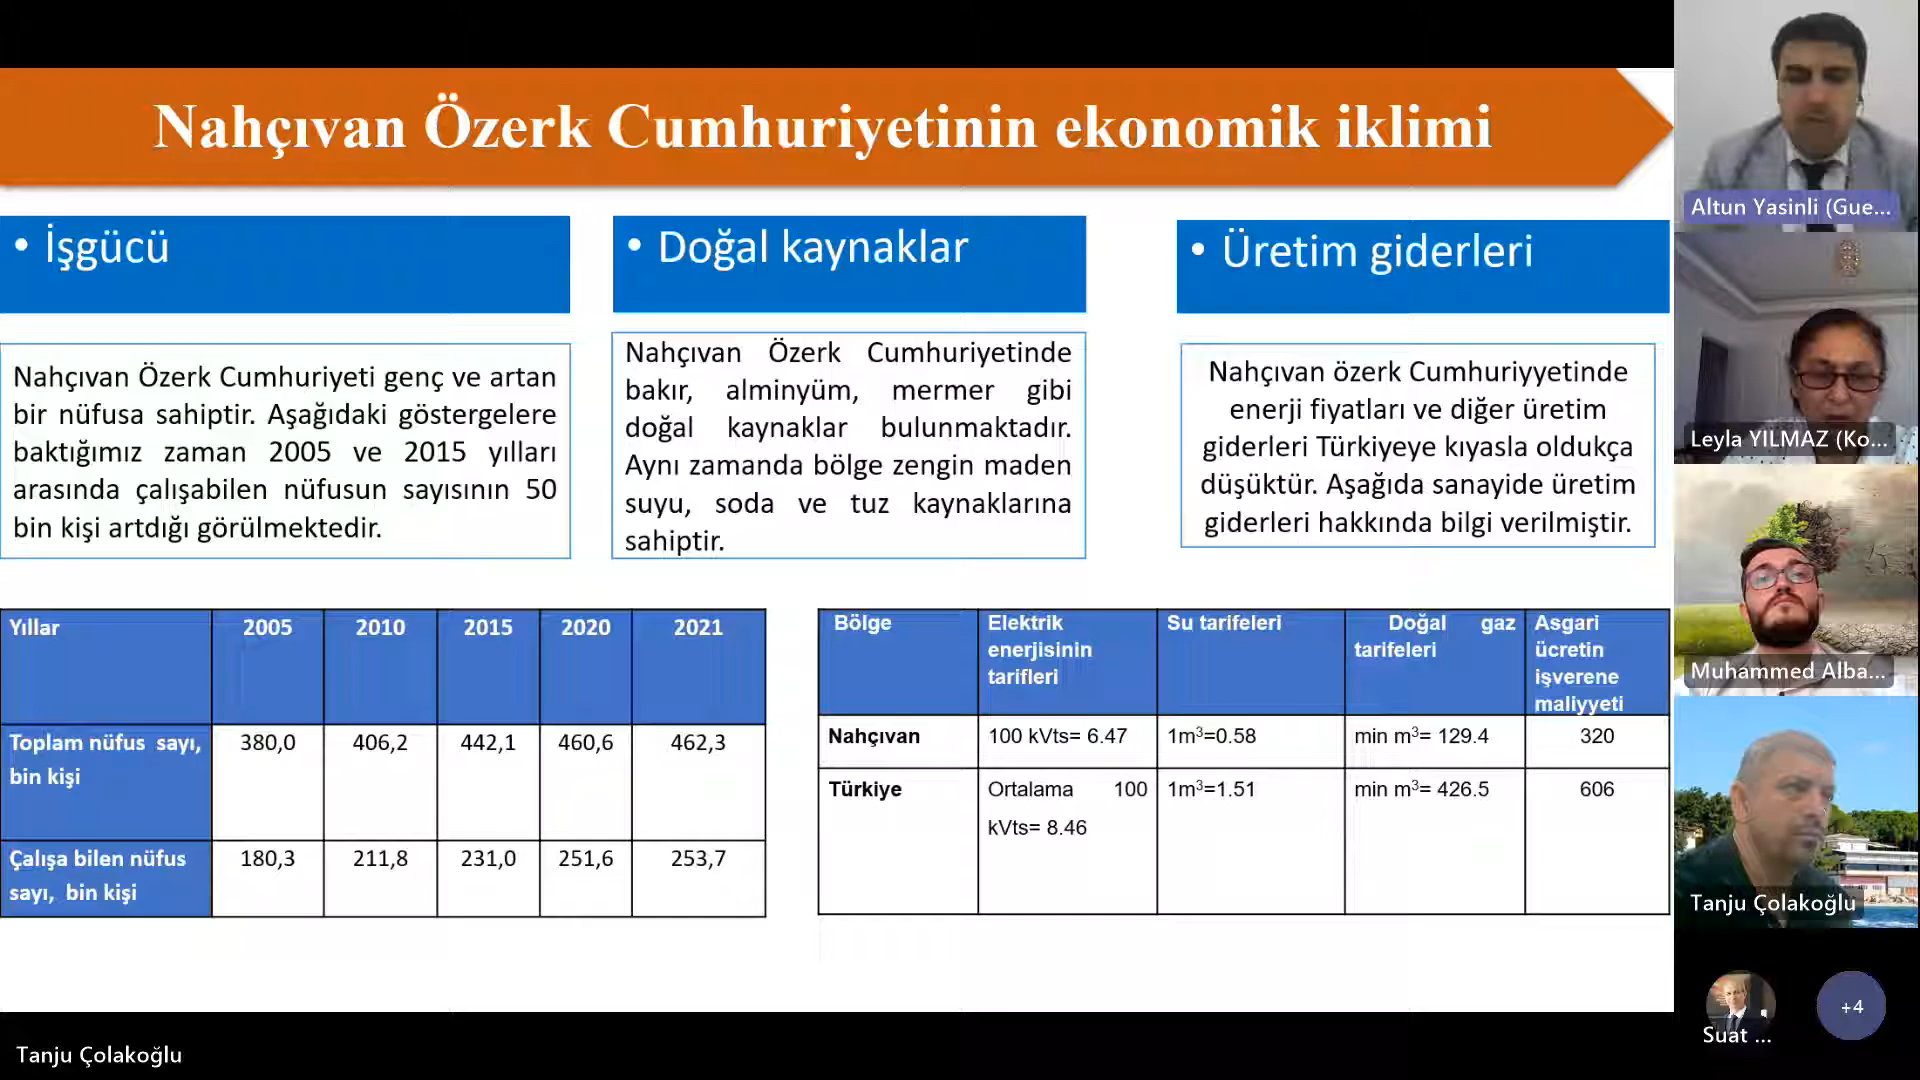 Nahçıvan Özerk Cumhuriyetinin ekonomik iklimi
• İşgücü
Nahçıvan Özerk Cumhuriyeti genç ve artan
bir nüfusa sahiptir. Aşağıdaki göstergelere
baktığımız zaman 2005 ve 2015 yılları
arasında çalışabilen nüfusun sayısının 50
bin kişi artdığı görülmektedir.
• Doğal kaynaklar
Nahçıvan Özerk Cumhuriyetinde
bakır, alminyüm, mermer gibi
doğal kaynaklar bulunmaktadır.
Aynı zamanda bölge zengin maden
suyu, soda ve tuz kaynaklarına
sahiptir.
• Üretim giderleri
Nahçıvan özerk Cumhuriyyetinde
enerji fiyatları ve diğer üretim
giderleri Türkiyeye kıyasla oldukça
düşüktür. Aşağıda sanayide üretim
giderleri hakkında bilgi verilmiştir.
Yıllar 2005 2010 2015 2020 2021
Toplam nüfus sayı,
bin kişi
380,0 406,2 442,1 460,6 462,3
Çalışa bilen nüfus
sayı, bin kişi
180,3 211,8 231,0 251,6 253,7
Bölge
Elektrik
enerjisinin
tarifleri
Su tarifeleri
Doğal gaz
tarifeleri
Asgari
ücretin
işverene
maliyyeti
Nahçıvan 100 kVts= 6.47 1m³=0.58 min m³= 129.4 320
Türkiye Ortalama 100
kVts= 8.46
1m³=1.51 min m³= 426.5 606
Altun Yasinli (Gue...
Leyla YILMAZ (Ko...
Muhammed Alba...
Tanju Çolakoğlu
Suat ...
+4
Tanju Çolakoğlu